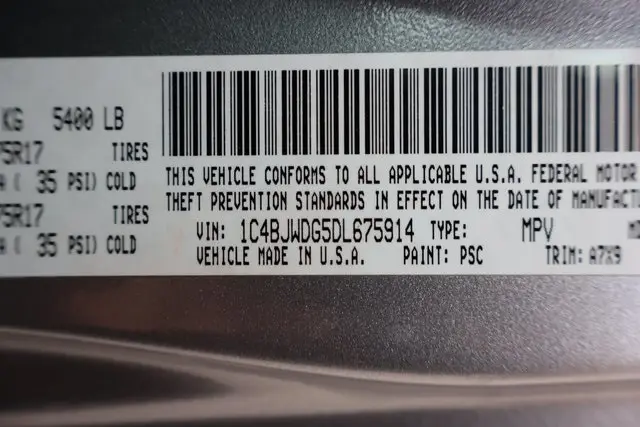 KG 5400 LB
75R17 TIRES
( 35 PSI) COLD
75R17 TIRES
( 35 PSI) COLD
THIS VEHICLE CONFORMS TO ALL APPLICABLE U.S.A. FEDERAL MOTOR
THEFT PREVENTION STANDARDS IN EFFECT ON THE DATE OF MANUFACTU
VIN: 1C4BJWDG5DL675914 TYPE: MPV
VEHICLE MADE IN U.S.A. PAINT: PSC TRIM: A7X9